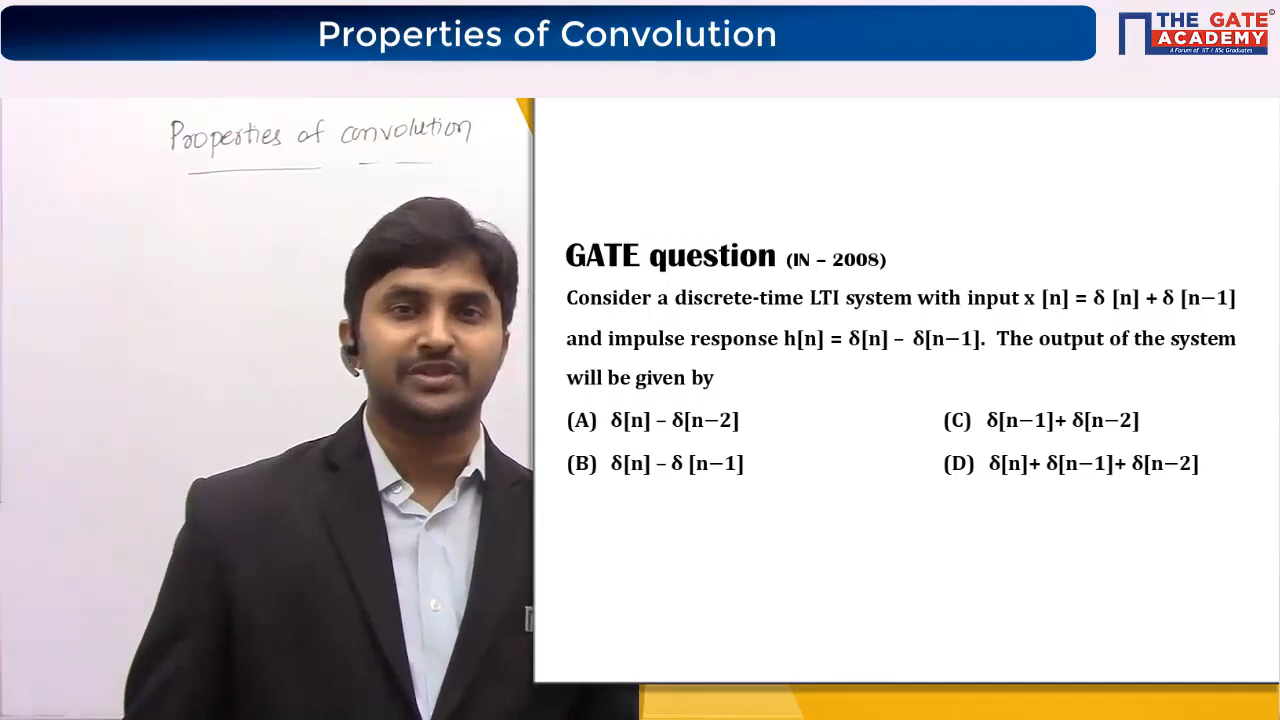 Properties of Convolution
THE GATE ACADEMY
A Forum of IIT / IISc Graduates
Properties of convolution
GATE question (IN – 2008)
Consider a discrete-time LTI system with input x [n] = δ [n] + δ [n−1]
and impulse response h[n] = δ[n] – δ[n−1]. The output of the system
will be given by
(A) δ[n] – δ[n−2]
(C) δ[n−1]+ δ[n−2]
(B) δ[n] – δ [n−1]
(D) δ[n]+ δ[n−1]+ δ[n−2]